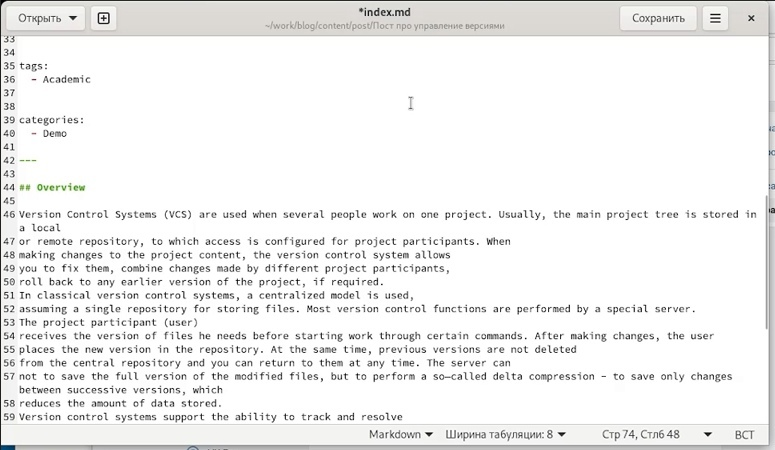 Открыть
*index.md
~/work/blog/content/post/Пост про управление версиями
Сохранить
33
34
35 tags:
36   - Academic
37
38
39 categories:
40   - Demo
41
42 ---
43
44 ## Overview
45
46 Version Control Systems (VCS) are used when several people work on one project. Usually, the main project tree is stored in
a local
47 or remote repository, to which access is configured for project participants. When
48 making changes to the project content, the version control system allows
49 you to fix them, combine changes made by different project participants,
50 roll back to any earlier version of the project, if required.
51 In classical version control systems, a centralized model is used,
52 assuming a single repository for storing files. Most version control functions are performed by a special server.
53 The project participant (user)
54 receives the version of files he needs before starting work through certain commands. After making changes, the user
55 places the new version in the repository. At the same time, previous versions are not deleted
56 from the central repository and you can return to them at any time. The server can
57 not to save the full version of the modified files, but to perform a so—called delta compression – to save only changes
between successive versions, which
58 reduces the amount of data stored.
59 Version control systems support the ability to track and resolve
Markdown
Ширина табуляции: 8
Стр 74, Стлб 48
ВСТ